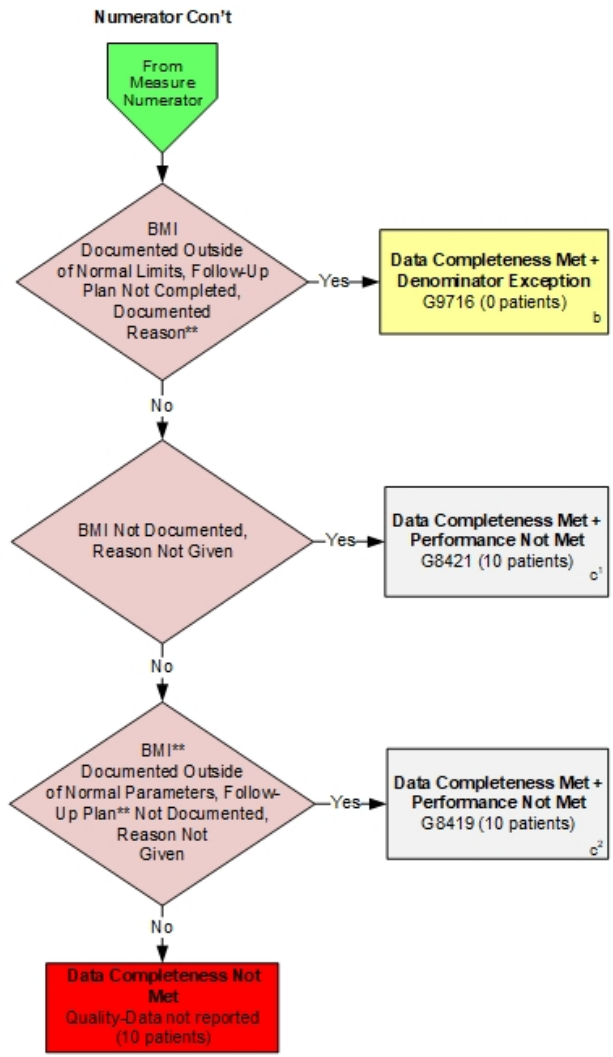 Numerator Con't
From
Measure
Numerator
BMI
Documented Outside
of Normal Limits, Follow-Up
Plan Not Completed,
Documented
Reason**
Yes
Data Completeness Met +
Denominator Exception
G9716 (0 patients)
b
No
BMI Not Documented,
Reason Not Given
Yes
Data Completeness Met +
Performance Not Met
G8421 (10 patients)
c¹
No
BMI**
Documented Outside
of Normal Parameters, Follow-
Up Plan** Not Documented,
Reason Not
Given
Yes
Data Completeness Met +
Performance Not Met
G8419 (10 patients)
c²
No
Data Completeness Not
Met
Quality-Data not reported
(10 patients)